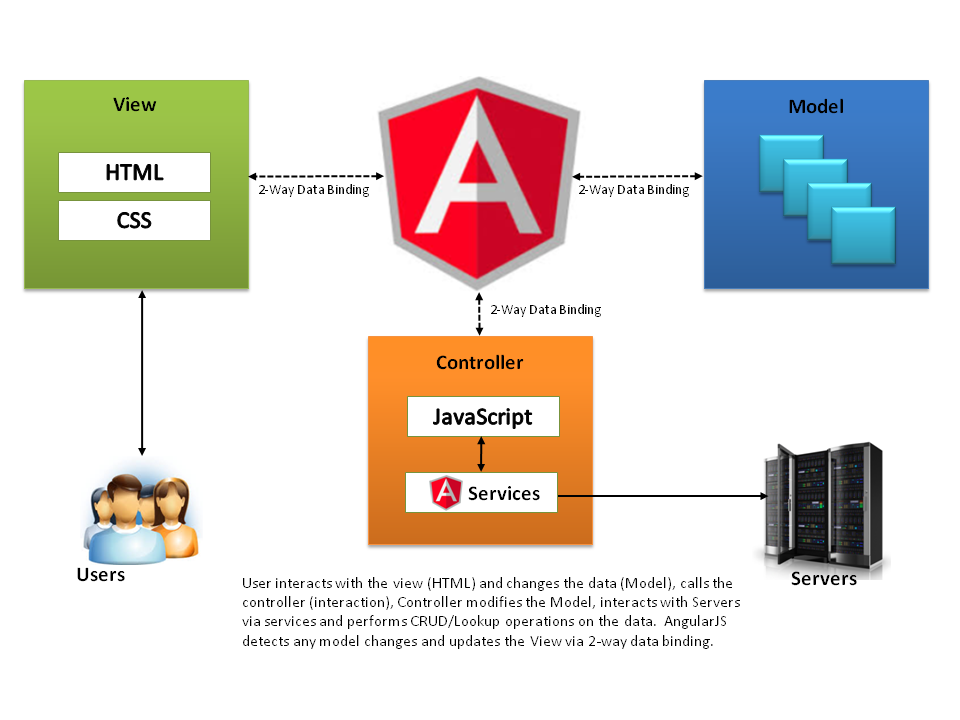 View
HTML
CSS
2-Way Data Binding
A
2-Way Data Binding
Model
2-Way Data Binding
Controller
JavaScript
A Services
Users
Servers
User interacts with the view (HTML) and changes the data (Model), calls the
controller (interaction), Controller modifies the Model, interacts with Servers
via services and performs CRUD/Lookup operations on the data.  AngularJS
detects any model changes and updates the View via 2-way data binding.